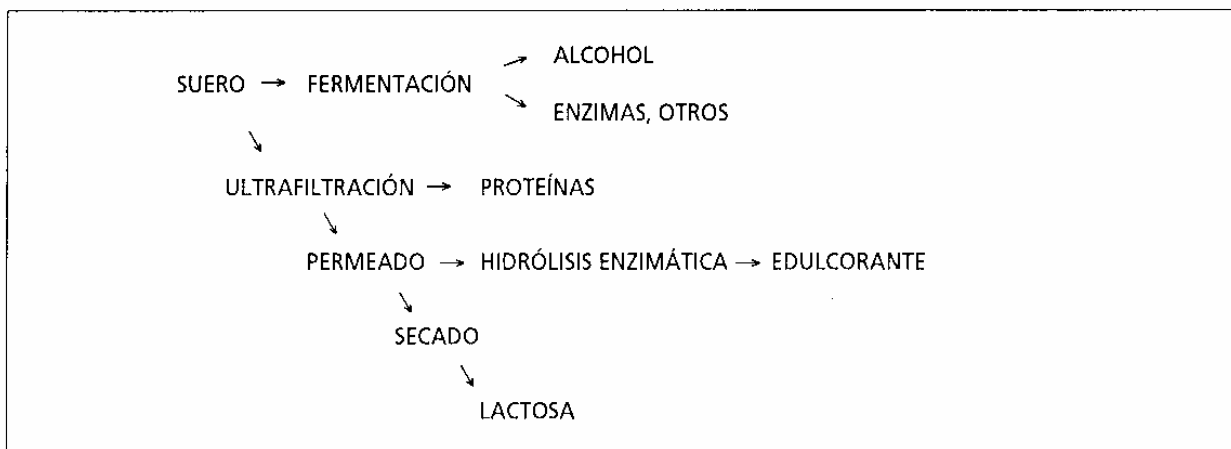 ALCOHOL
SUERO → FERMENTACIÓN
ENZIMAS, OTROS
ULTRAFILTRACIÓN → PROTEÍNAS
PERMEADO → HIDRÓLISIS ENZIMÁTICA → EDULCORANTE
SECADO
LACTOSA